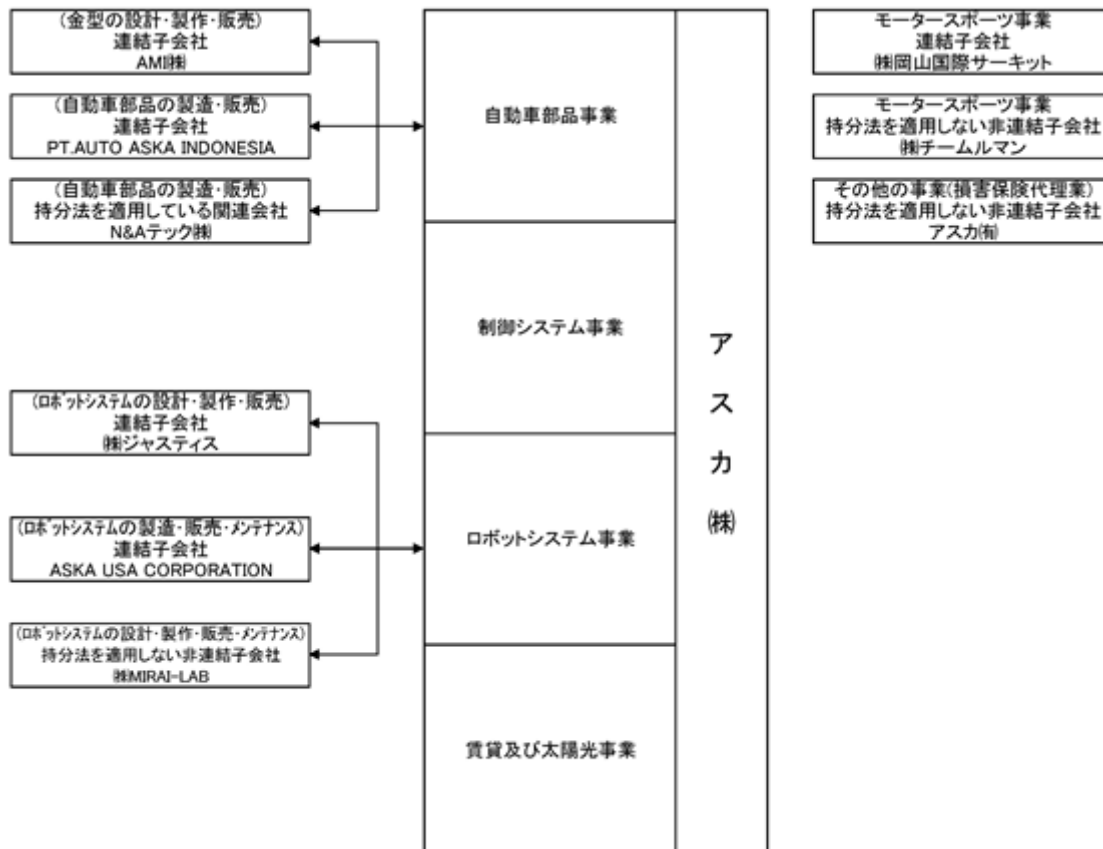 (金型の設計・製作・販売)
連結子会社
AMI㈱
(自動車部品の製造・販売)
連結子会社
PT.AUTO ASKA INDONESIA
(自動車部品の製造・販売)
持分法を適用している関連会社
N&Aテック㈱
(ﾛﾎﾞｯﾄｼｽﾃﾑの設計・製作・販売)
連結子会社
㈱ジャスティス
(ﾛﾎﾞｯﾄｼｽﾃﾑの製造・販売・ﾒﾝﾃﾅﾝｽ)
連結子会社
ASKA USA CORPORATION
(ﾛﾎﾞｯﾄｼｽﾃﾑの設計・製作・販売・ﾒﾝﾃﾅﾝｽ)
持分法を適用しない非連結子会社
㈱MIRAI-LAB
自動車部品事業
制御システム事業
ロボットシステム事業
賃貸及び太陽光事業
アスカ㈱
モータースポーツ事業
連結子会社
㈱岡山国際サーキット
モータースポーツ事業
持分法を適用しない非連結子会社
㈱チームルマン
その他の事業(損害保険代理業)
持分法を適用しない非連結子会社
アスカ㈲